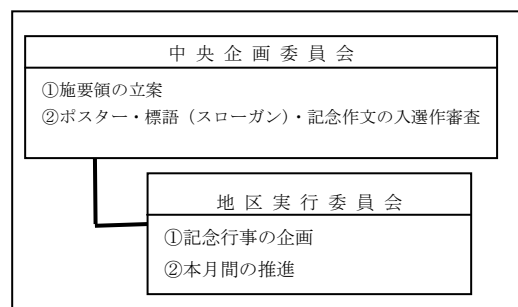 中央企画委員会
①施要領の立案
②ポスター・標語（スローガン）・記念作文の入選作審査
地区実行委員会
①記念行事の企画
②本月間の推進